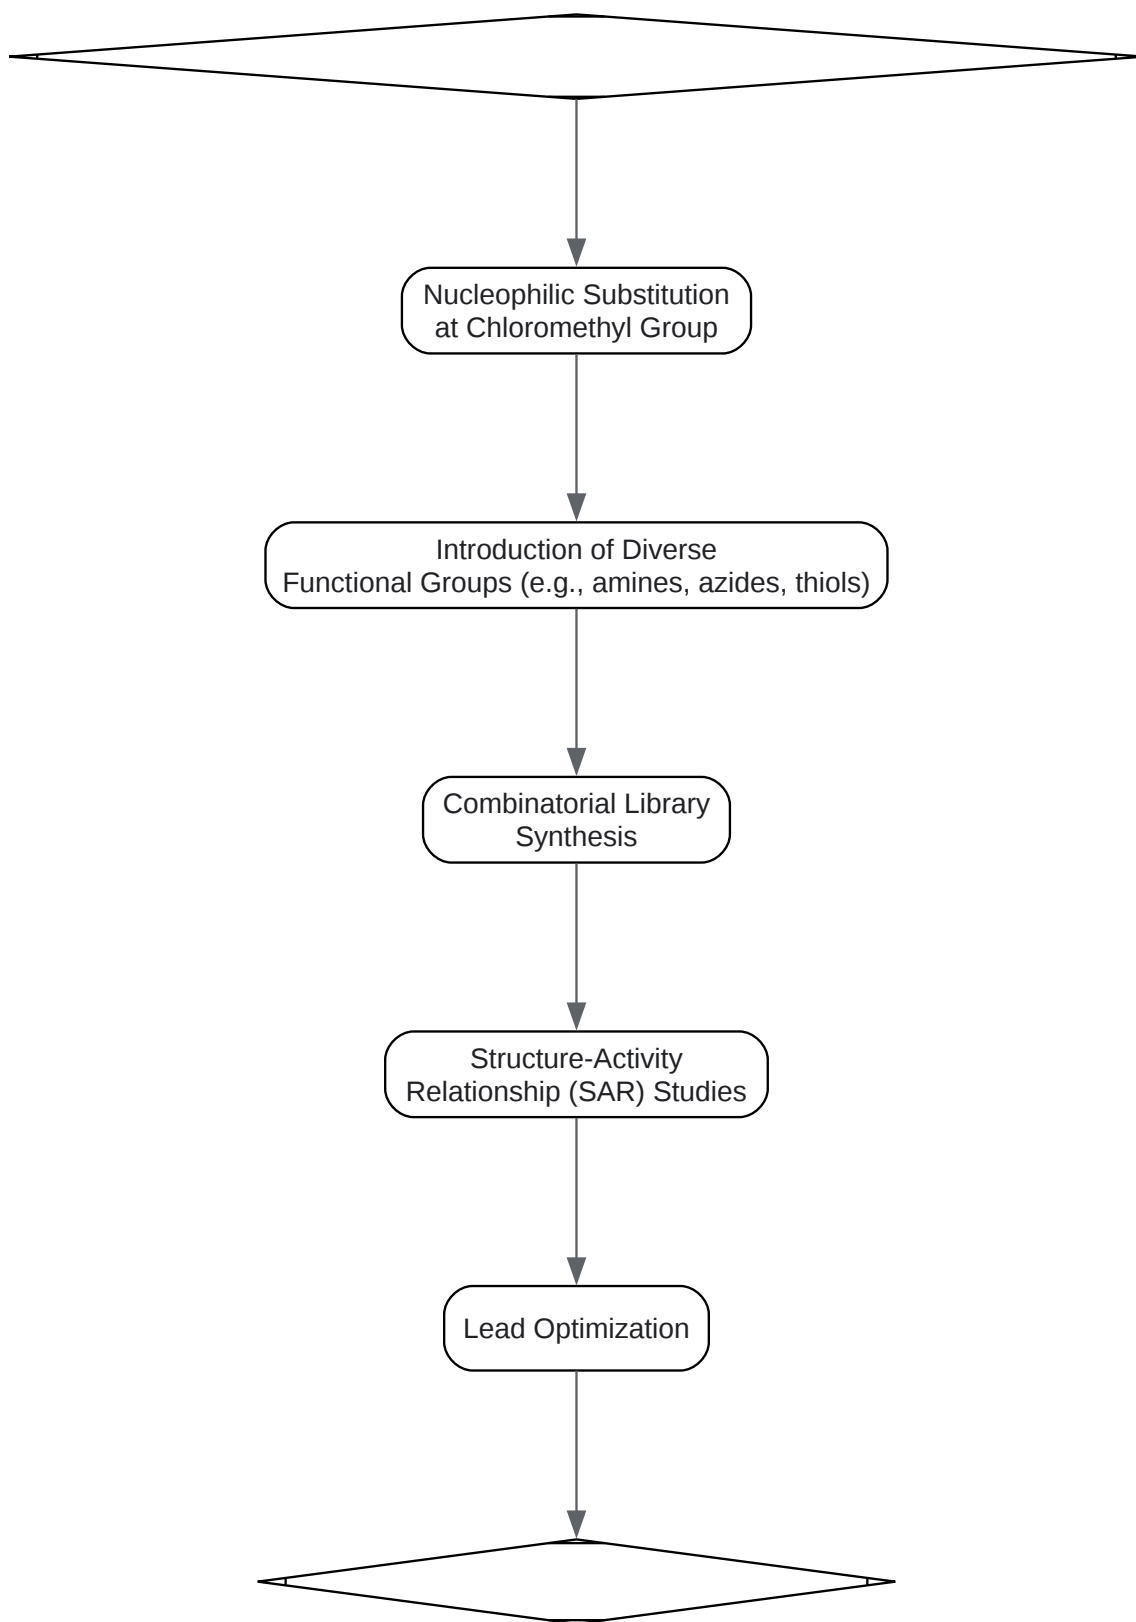 Nucleophilic Substitution
at Chloromethyl Group
Introduction of Diverse
Functional Groups (e.g., amines, azides, thiols)
Combinatorial Library
Synthesis
Structure-Activity
Relationship (SAR) Studies
Lead Optimization